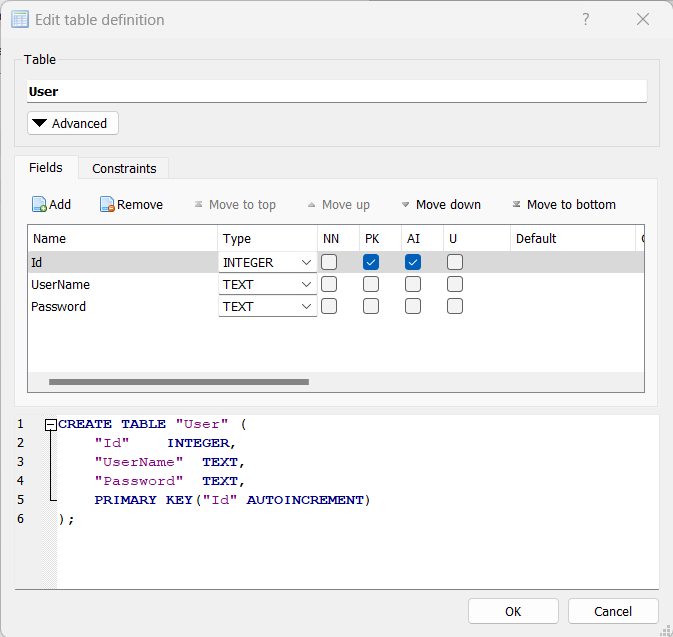 Edit table definition ?
Table
User
Advanced
Fields Constraints
Add Remove Move to top Move up Move down Move to bottom
Name Type NN PK AI U Default
Id INTEGER
UserName TEXT
Password TEXT
1 CREATE TABLE "User" (
2 "Id" INTEGER,
3 "UserName" TEXT,
4 "Password" TEXT,
5 PRIMARY KEY("Id" AUTOINCREMENT)
6 );
OK Cancel